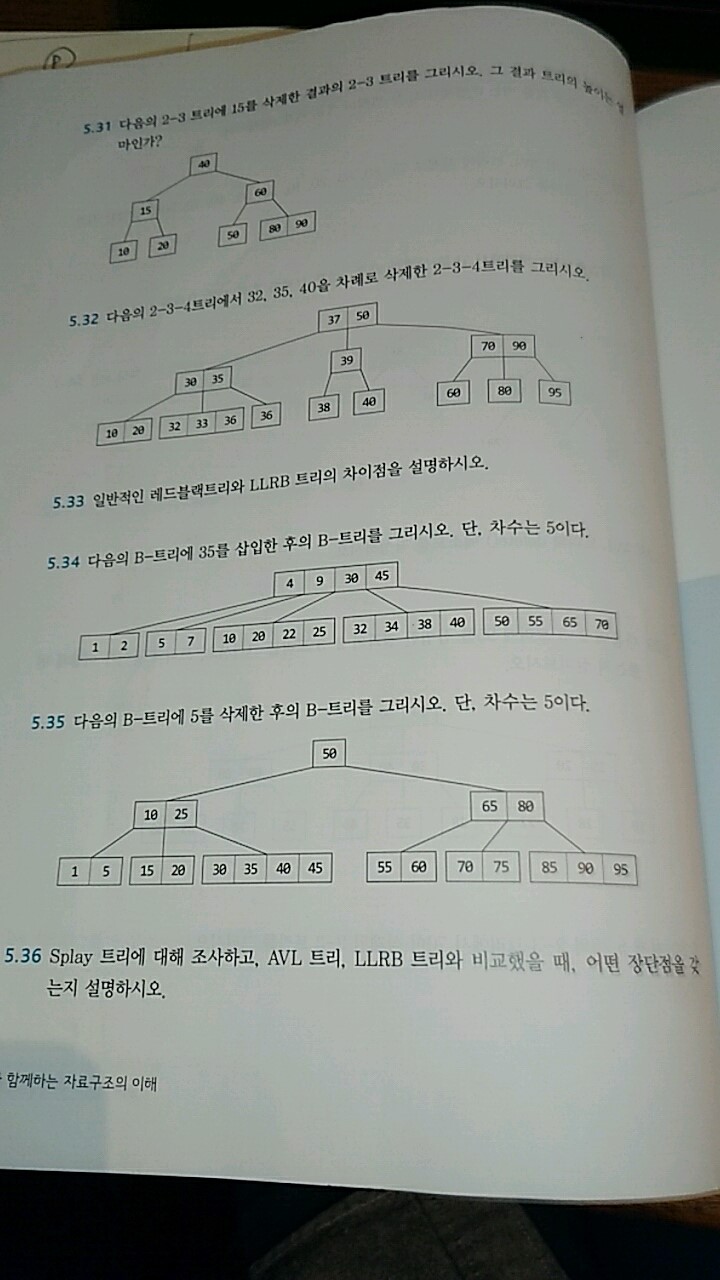 P
5.31 다음의 2-3 트리에 15를 삭제한 결과의 2-3 트리를 그리시오. 그 결과 트리의 높이는 얼
마인가?
40
15 60
10 20 50 80 90
5.32 다음의 2-3-4트리에서 32, 35, 40을 차례로 삭제한 2-3-4트리를 그리시오.
37 50
30 35 39 70 90
10 20 32 33 36 36 38 40 60 80 95
5.33 일반적인 레드블랙트리와 LLRB 트리의 차이점을 설명하시오.
5.34 다음의 B-트리에 35를 삽입한 후의 B-트리를 그리시오. 단, 차수는 5이다.
4 9 30 45
1 2 5 7 10 20 22 25 32 34 38 40 50 55 65 70
5.35 다음의 B-트리에 5를 삭제한 후의 B-트리를 그리시오. 단, 차수는 5이다.
50
10 25 65 80
1 5 15 20 30 35 40 45 55 60 70 75 85 90 95
5.36 Splay 트리에 대해 조사하고, AVL 트리, LLRB 트리와 비교했을 때, 어떤 장단점을 갖
는지 설명하시오.
함께하는 자료구조의 이해